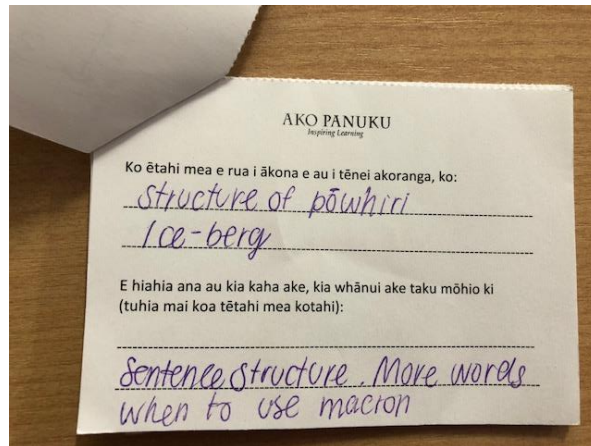 AKO PANUKU
Inspiring Learning
Ko ētahi mea e rua i ākona e au i tēnei akoranga, ko:
Structure of pōwhiri
Ice-berg
E hiahia ana au kia kaha ake, kia whānui ake taku mōhio ki
(tuhia mai koa tētahi mea kotahi):
Sentence structure. More words
when to use macron